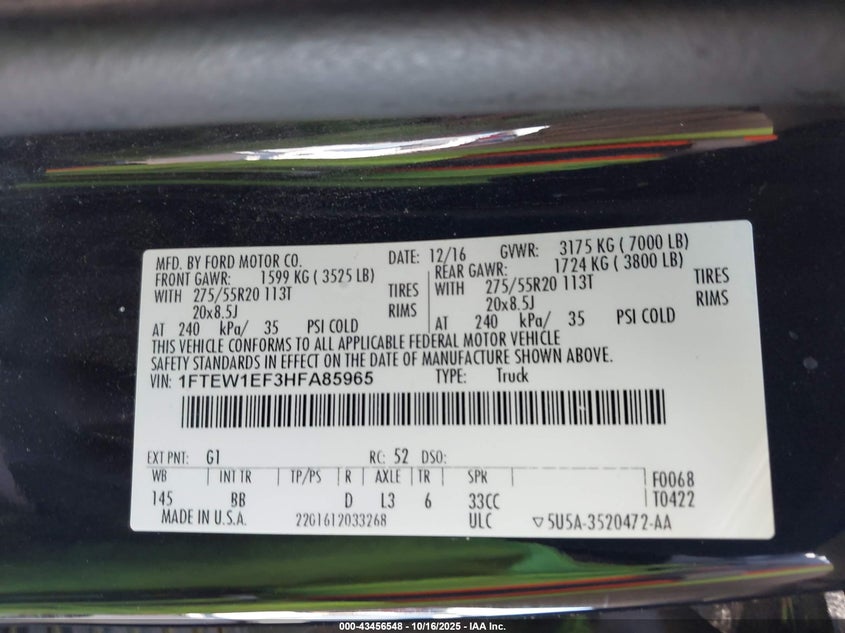 MFD. BY FORD MOTOR CO. DATE: 12/16 GVWR: 3175 KG ( 7000 LB)
FRONT GAWR: 1599 KG ( 3525 LB) REAR GAWR: 1724 KG ( 3800 LB)
WITH 275/55R20 113T TIRES WITH 275/55R20 113T TIRES
20x8.5J RIMS 20x8.5J RIMS
AT 240 kPa/ 35 PSI COLD AT 240 kPa/ 35 PSI COLD
THIS VEHICLE CONFORMS TO ALL APPLICABLE FEDERAL MOTOR VEHICLE
SAFETY STANDARDS IN EFFECT ON THE DATE OF MANUFACTURE SHOWN ABOVE.
VIN: 1FTEW1EF3HFA85965 TYPE: Truck
EXT PNT: G1 RC: 52 DSO:
WB INT TR TP/PS R AXLE TR SPK F0068
145 BB D L3 6 33CC T0422
MADE IN U.S.A. 22G1612033268 ULC ▽5U5A-3520472-AA
000-43456548 - 10/16/2025 - IAA Inc.